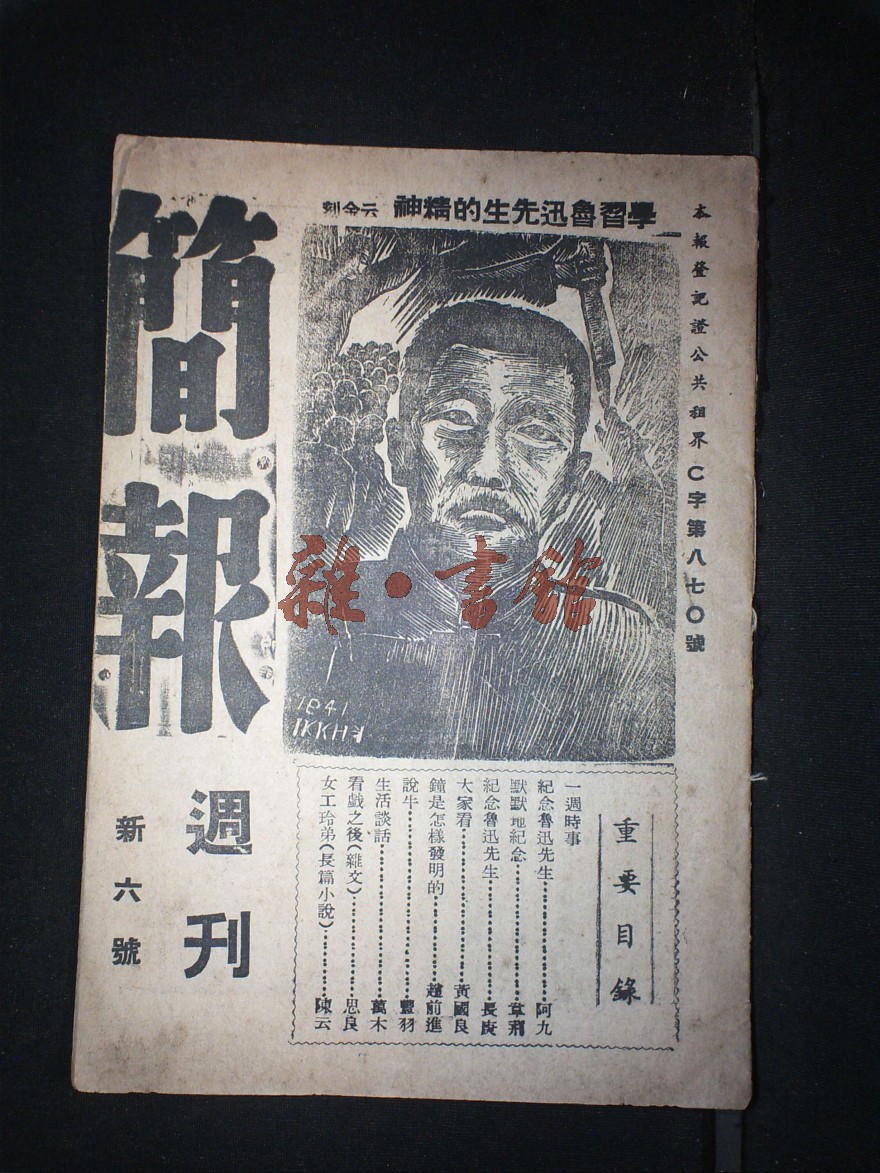 本報登記證公共租界C字第八七〇號
學習魯迅先生的精神 云金刻
1941
簡報
週刊
新六號
重要目錄
一週時事
紀念魯迅先生……阿九
默默地紀念……草荊
紀念魯迅先生……長庚
大家看……黃國良
鐘是怎樣發明的……趙前進
說牛……豐羽
生活談話……萬木
看戲之後（雜文）……思良
女工玲弟（長篇小說）……陳云
雜·書館